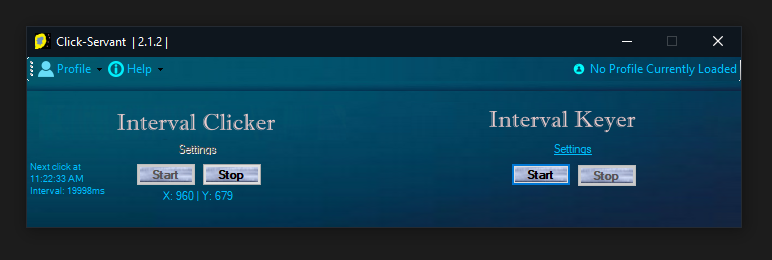 Click-Servant | 2.1.2 |
Profile Help No Profile Currently Loaded
Interval Clicker
Settings
Next click at
11:22:33 AM
Interval: 19998ms
Start Stop
X: 960 | Y: 679
Interval Keyer
Settings
Start Stop